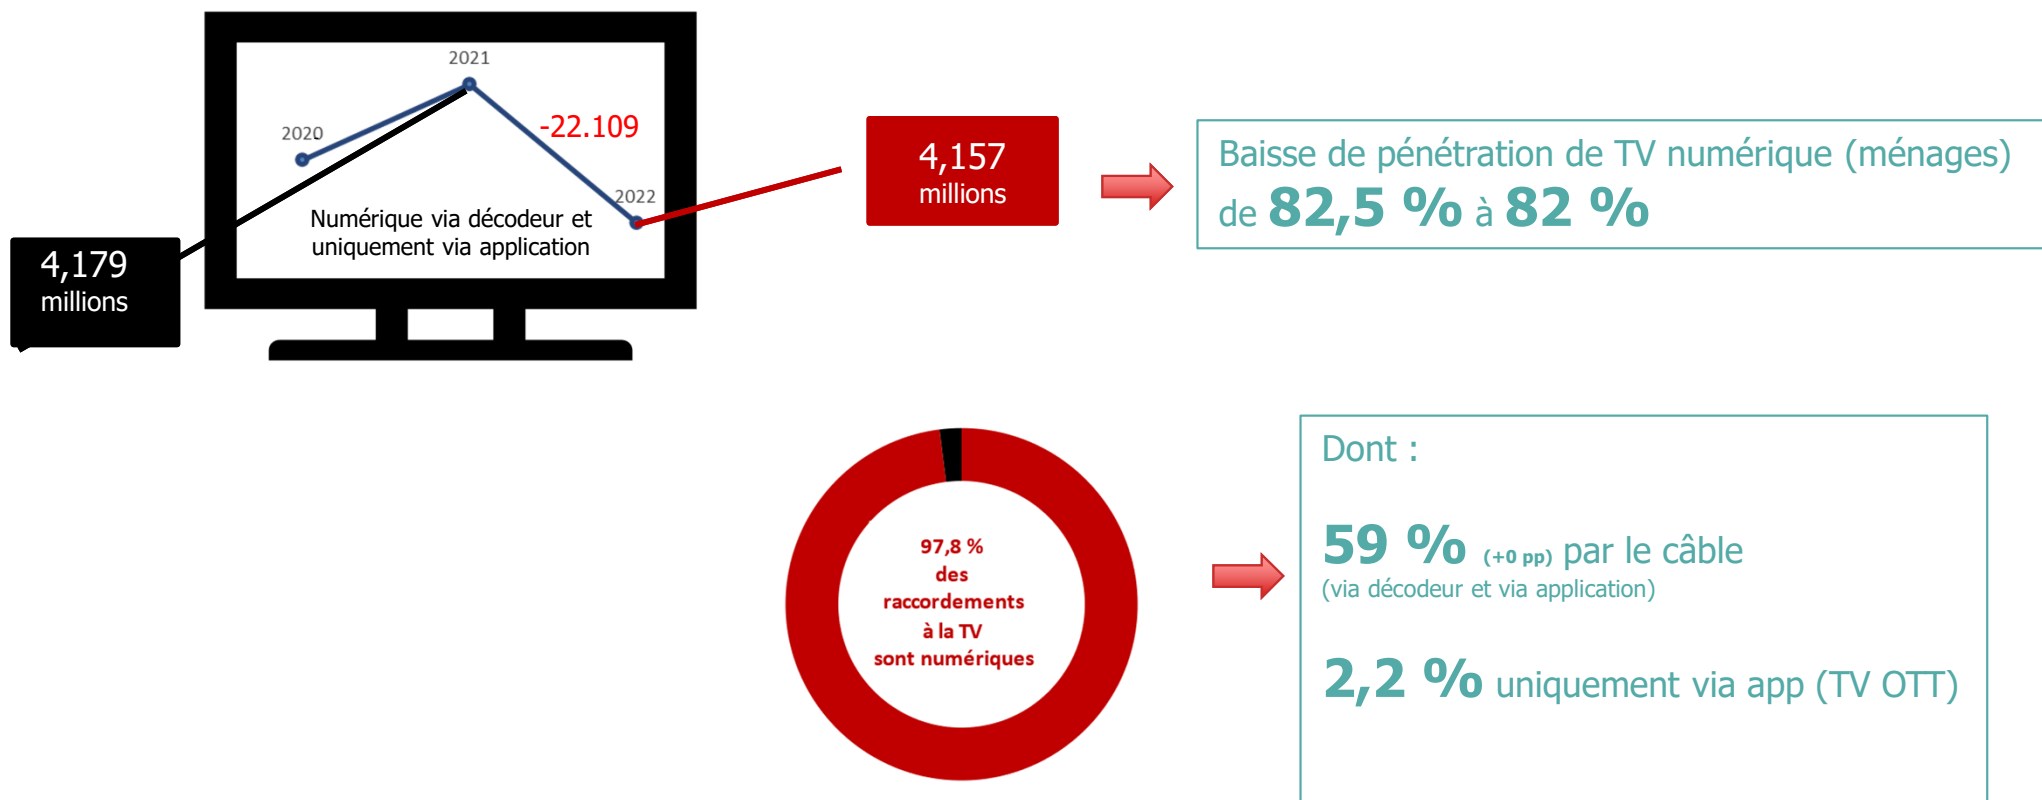 2021
2020
-22.109
2022
Numérique via décodeur et
uniquement via application
4,179
millions
4,157
millions
Baisse de pénétration de TV numérique (ménages)
de 82,5 % à 82 %
97,8 %
des
raccordements
à la TV
sont numériques
Dont :
59 % (+0 pp) par le câble
(via décodeur et via application)
2,2 % uniquement via app (TV OTT)